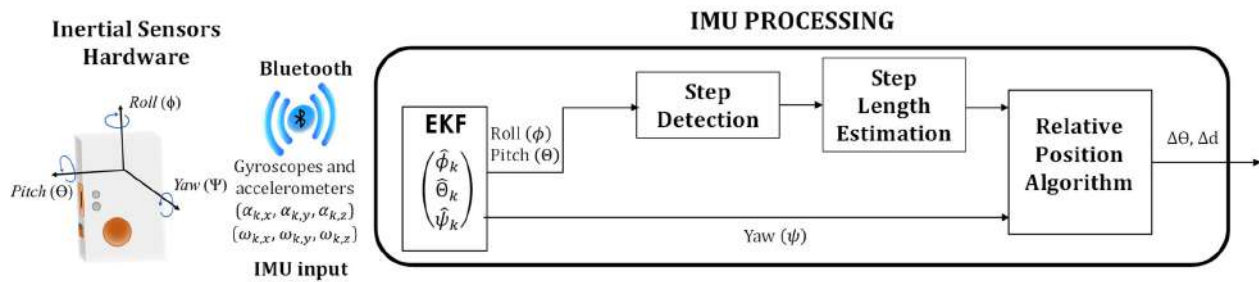 IMU PROCESSING
Inertial Sensors
Hardware
Bluetooth
Roll (ϕ)
Pitch (Θ)
Yaw (Ψ)
Gyroscopes and
accelerometers
{α_{k,x}, α_{k,y}, α_{k,z}}
{ω_{k,x}, ω_{k,y}, ω_{k,z}}
IMU input
EKF
ϕ̂_k
Θ̂_k
ψ̂_k
Roll (ϕ)
Pitch (Θ)
Step
Detection
Step
Length
Estimation
Relative
Position
Algorithm
Yaw (ψ)
ΔΘ, Δd